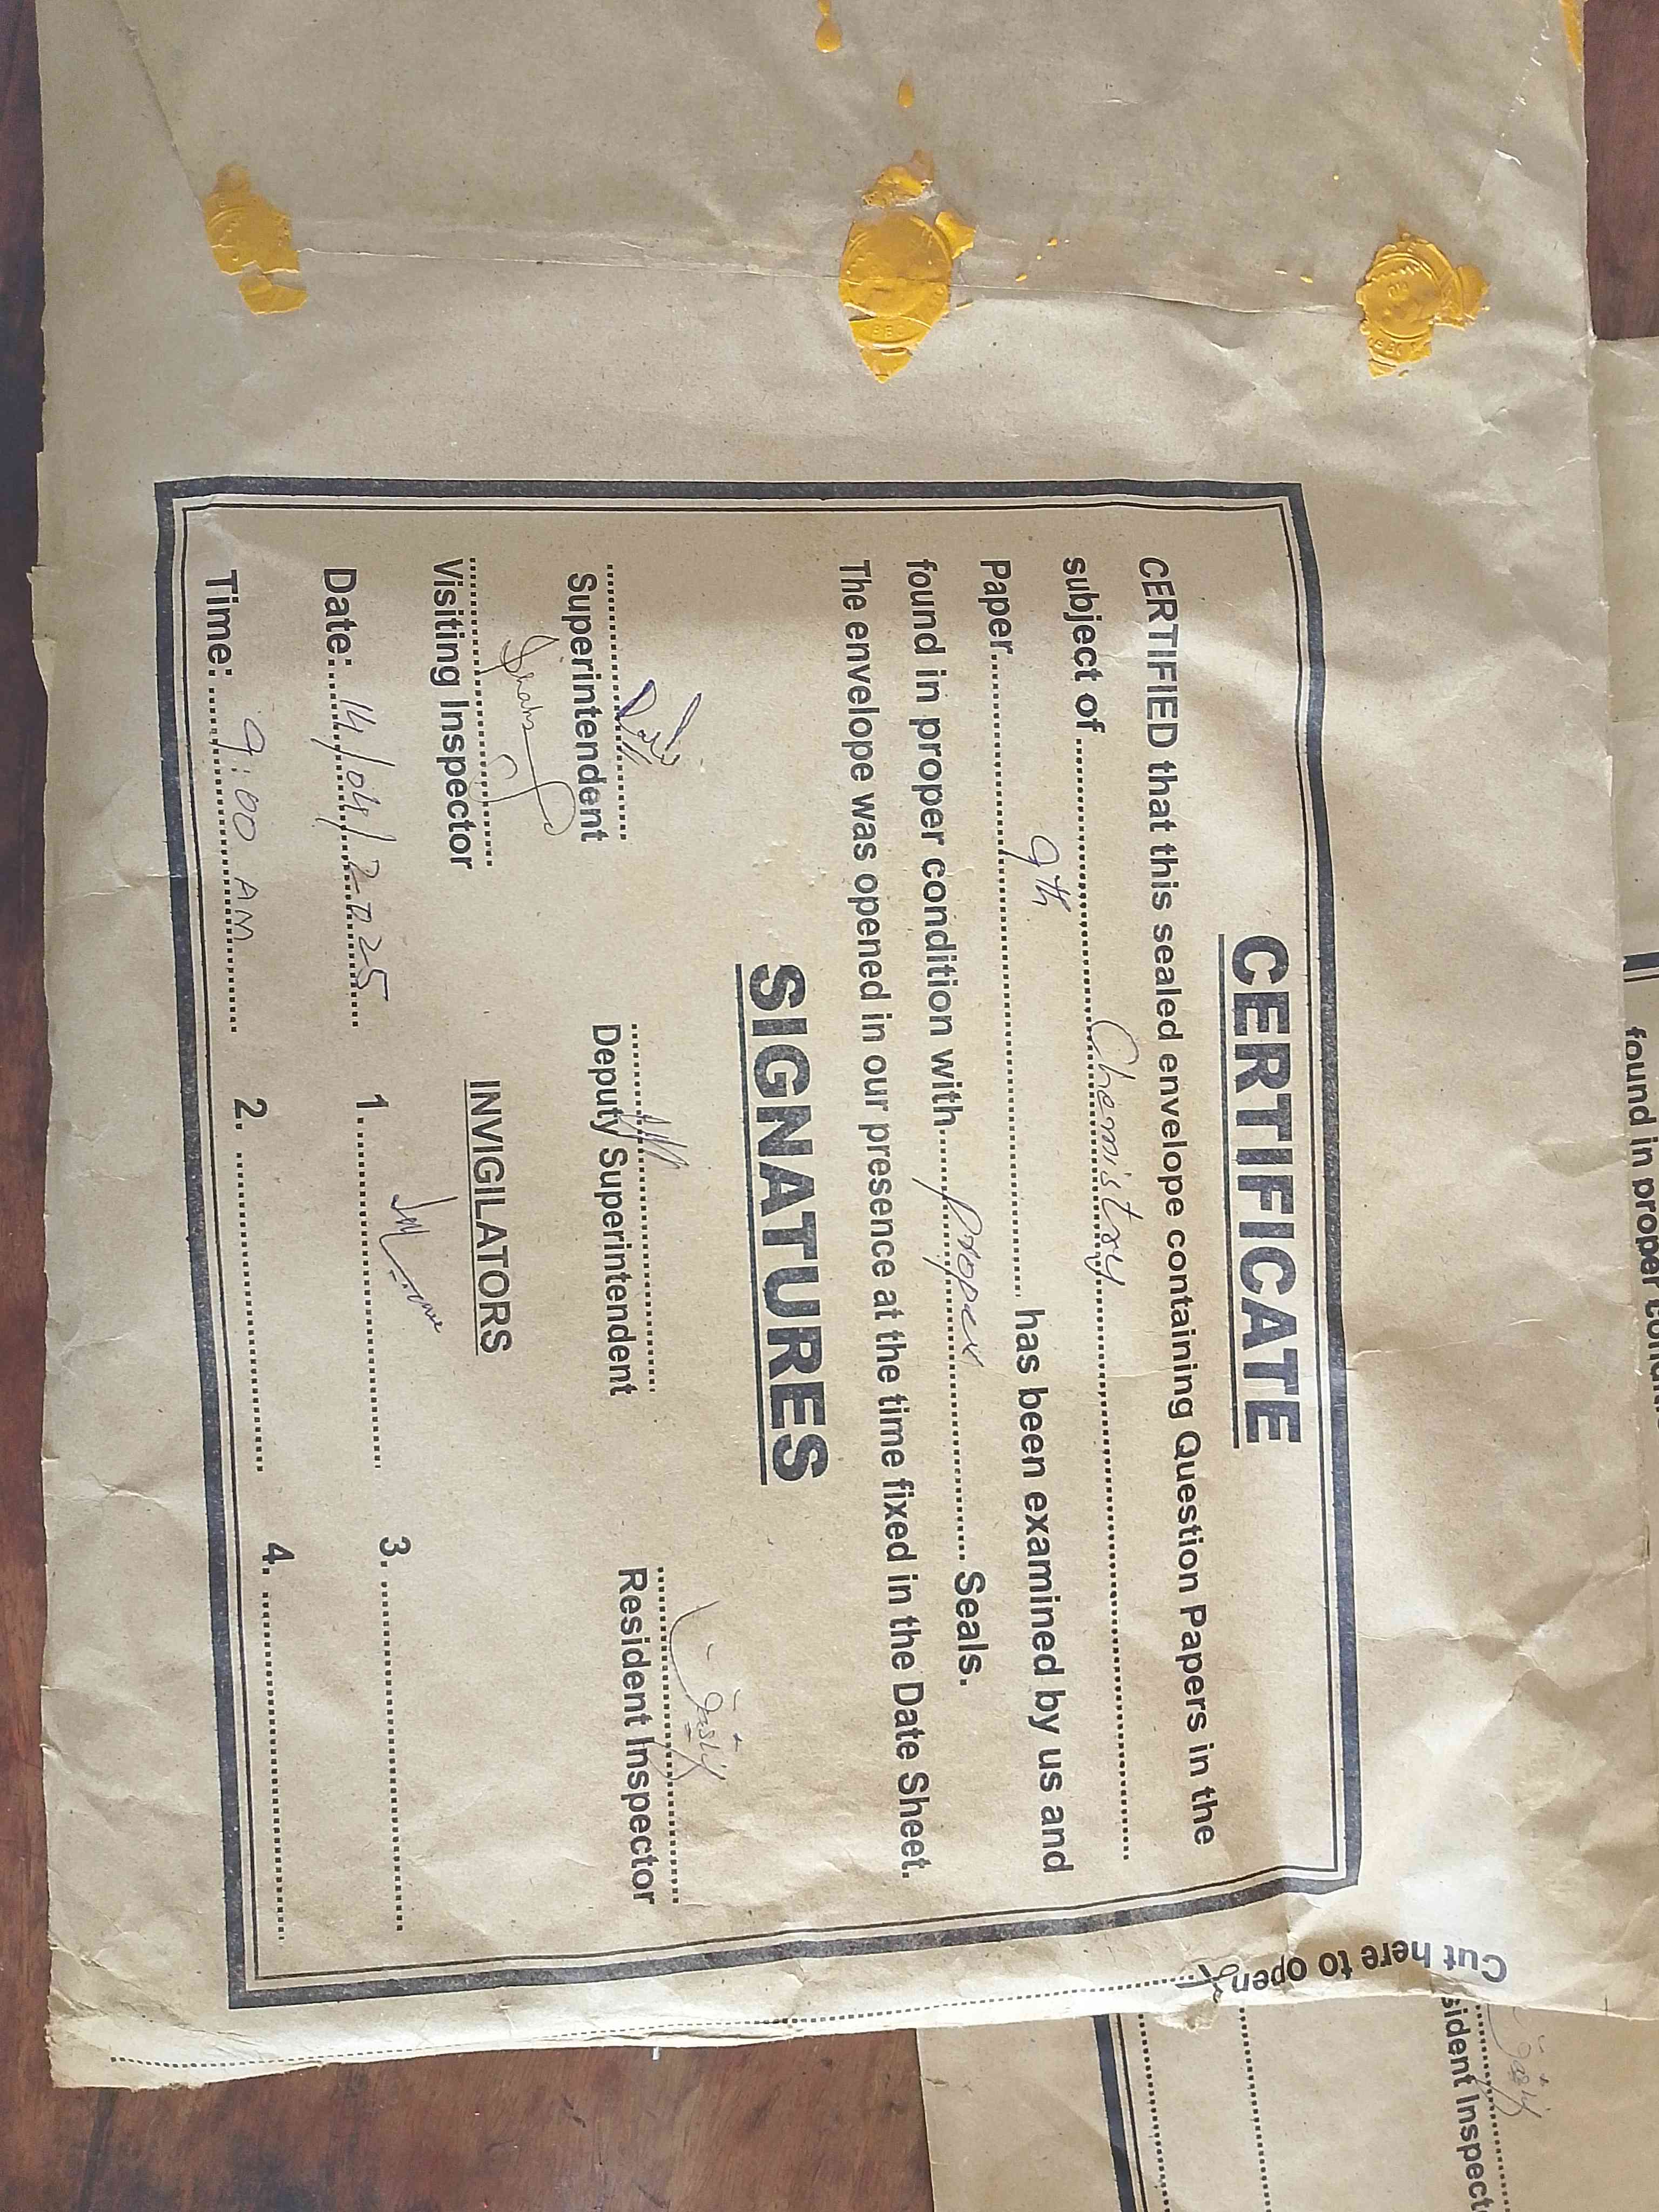 CERTIFICATE
CERTIFIED that this sealed envelope containing Question Papers in the
subject of ........ Chemistry ........
Paper ........ 9th ........ has been examined by us and
found in proper condition with ........ Proper ........ Seals.
The envelope was opened in our presence at the time fixed in the Date Sheet.
SIGNATURES
Superintendent
Deputy Superintendent
Resident Inspector
Visiting Inspector
INVIGILATORS
Date: 14/04/2025
1. ........
3. ........
Time: 9:00 AM
2. ........
4. ........
Cut here to open
found in proper
sident Inspect